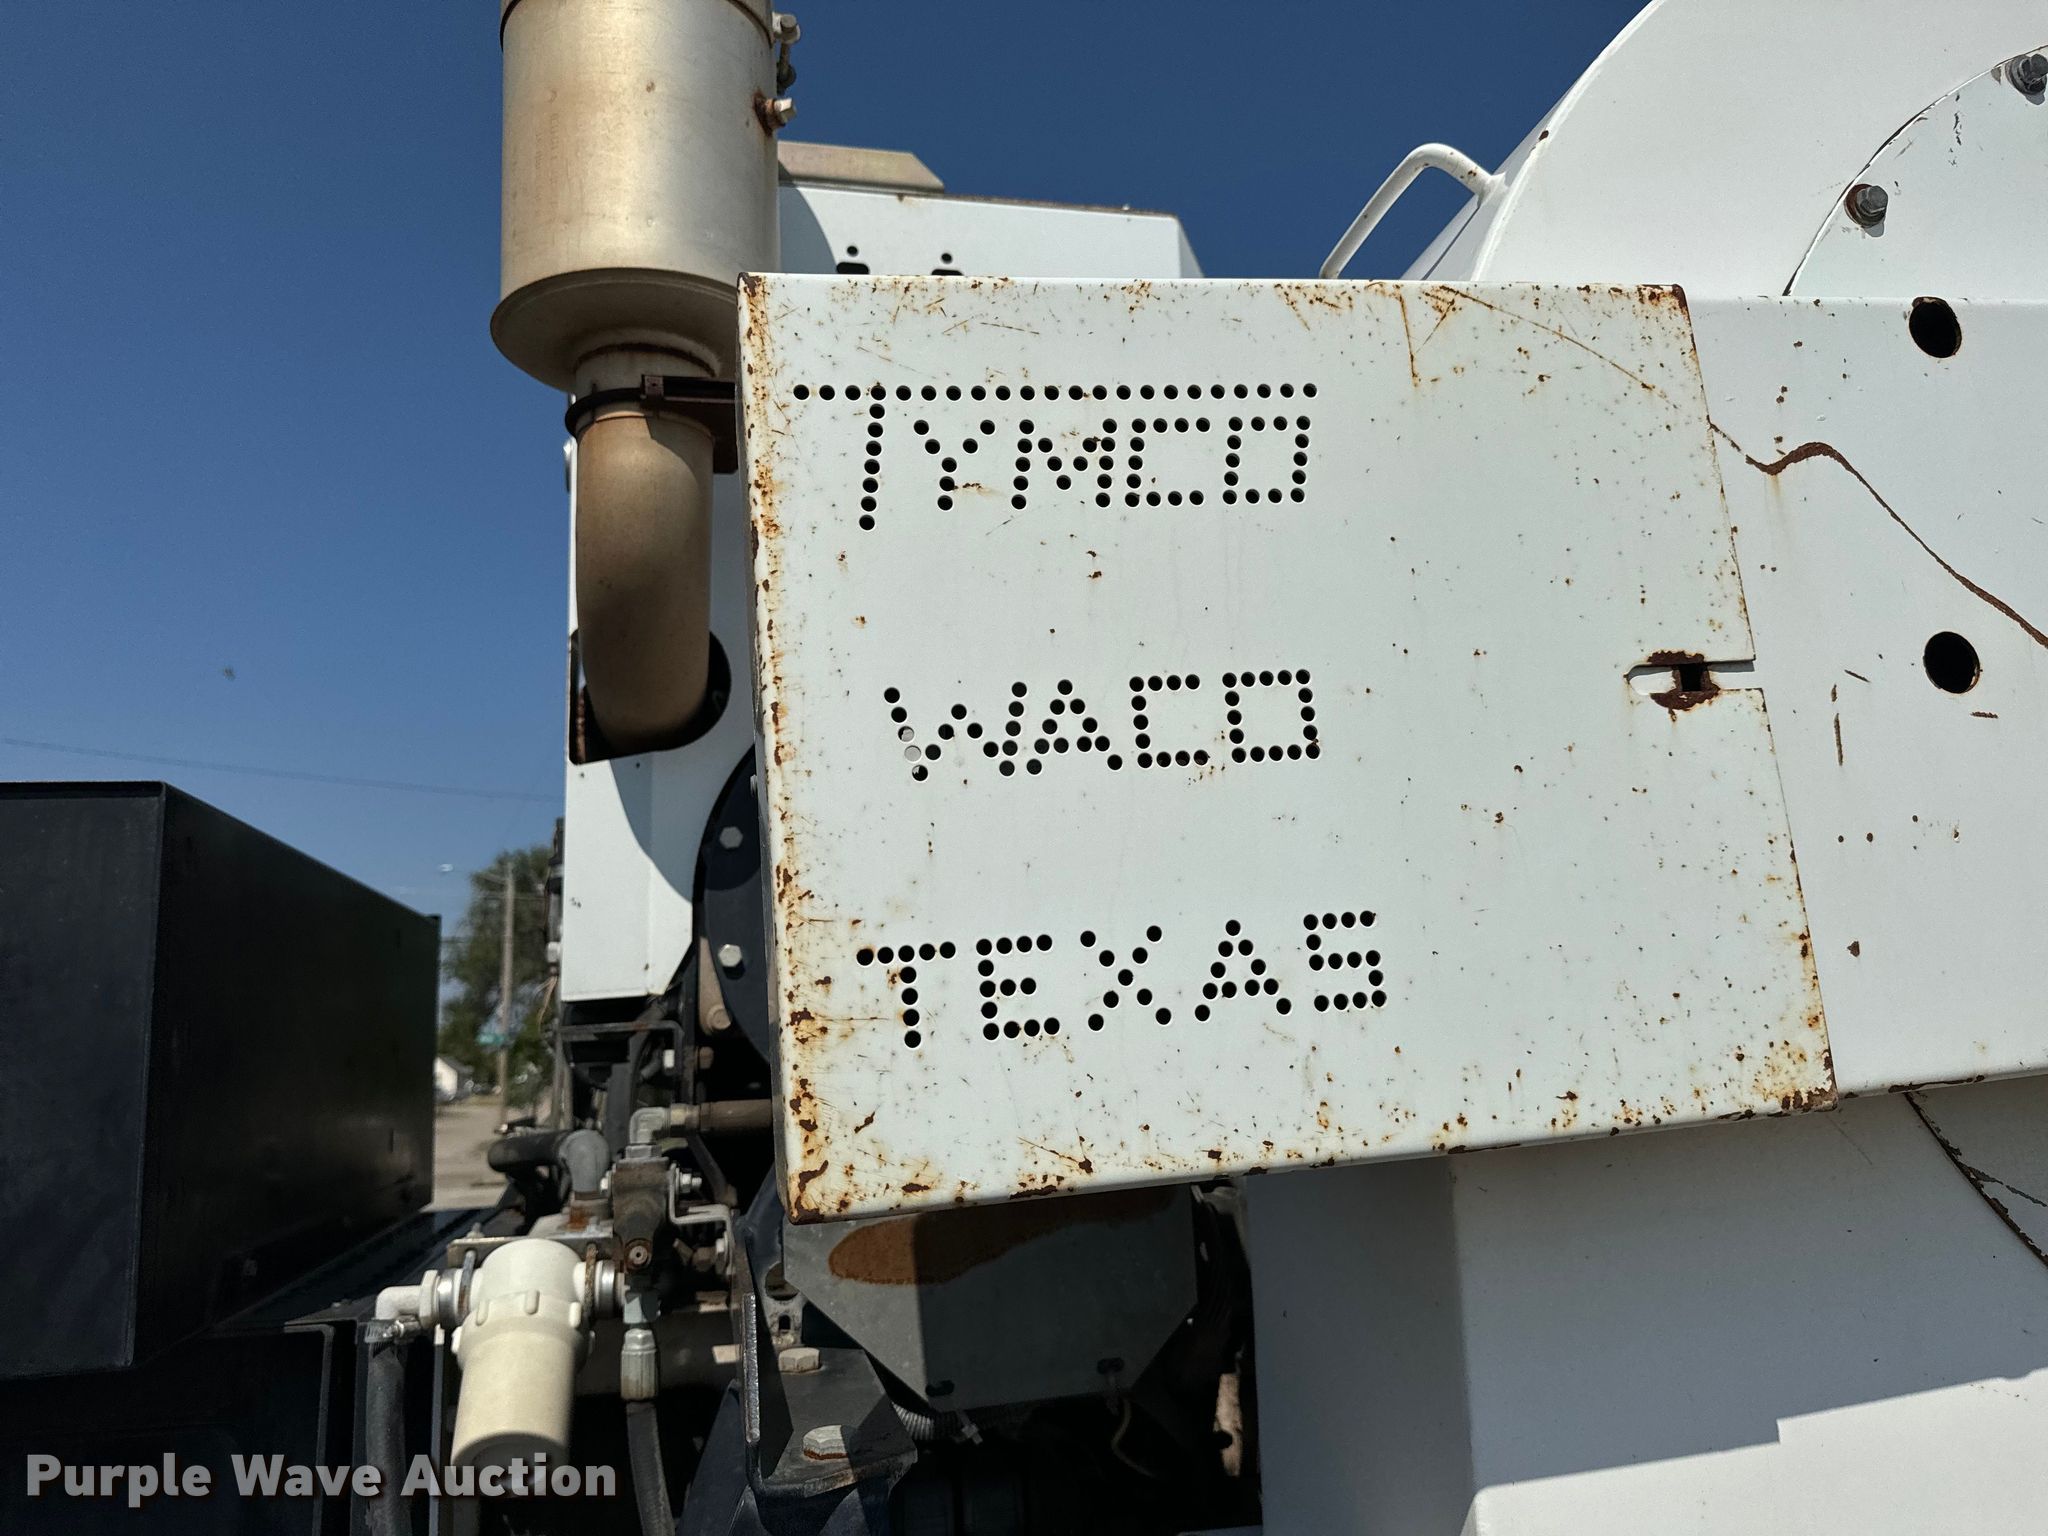 TYMCO
WACO
TEXAS
Purple Wave Auction